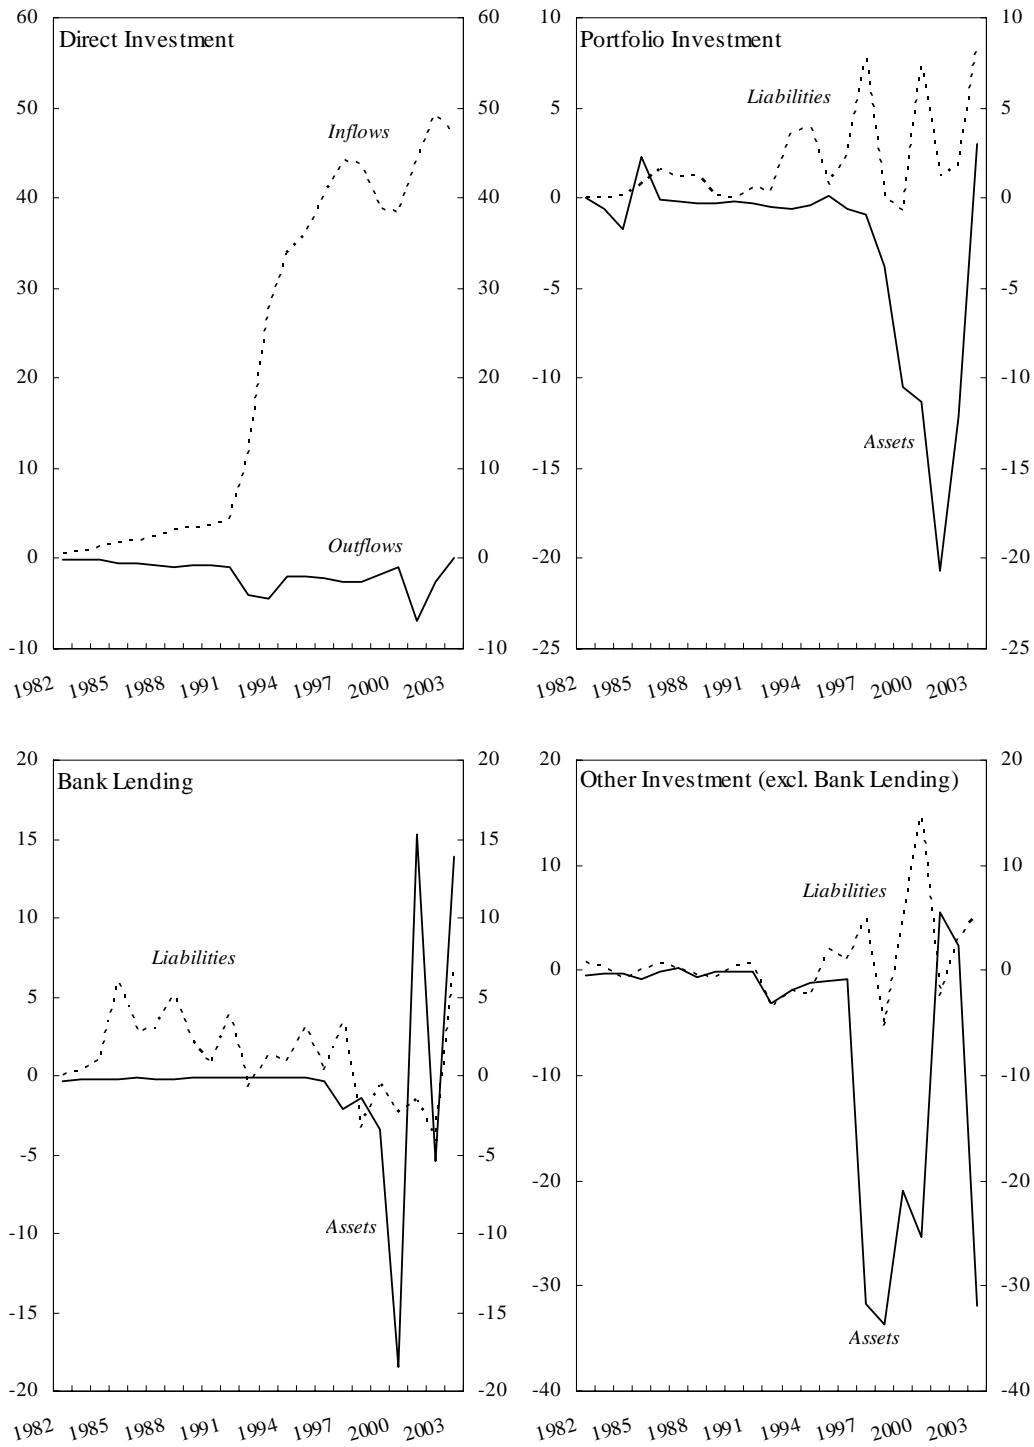 60 60
Direct Investment
50 50
Inflows
40 40
30 30
20 20
10 10
Outflows
0 0
-10 -10
1982 1985 1988 1991 1994 1997 2000 2003
10 10
Portfolio Investment
Liabilities
5 5
0 0
-5 -5
-10 -10
Assets
-15 -15
-20 -20
-25 -25
1982 1985 1988 1991 1994 1997 2000 2003
20 20
Bank Lending
15 15
10 10
Liabilities
5 5
0 0
-5 -5
Assets
-10 -10
-15 -15
-20 -20
1982 1985 1988 1991 1994 1997 2000 2003
20 20
Other Investment (excl. Bank Lending)
10 10
Liabilities
0 0
-10 -10
-20 -20
-30 -30
Assets
-40 -40
1982 1985 1988 1991 1994 1997 2000 2003